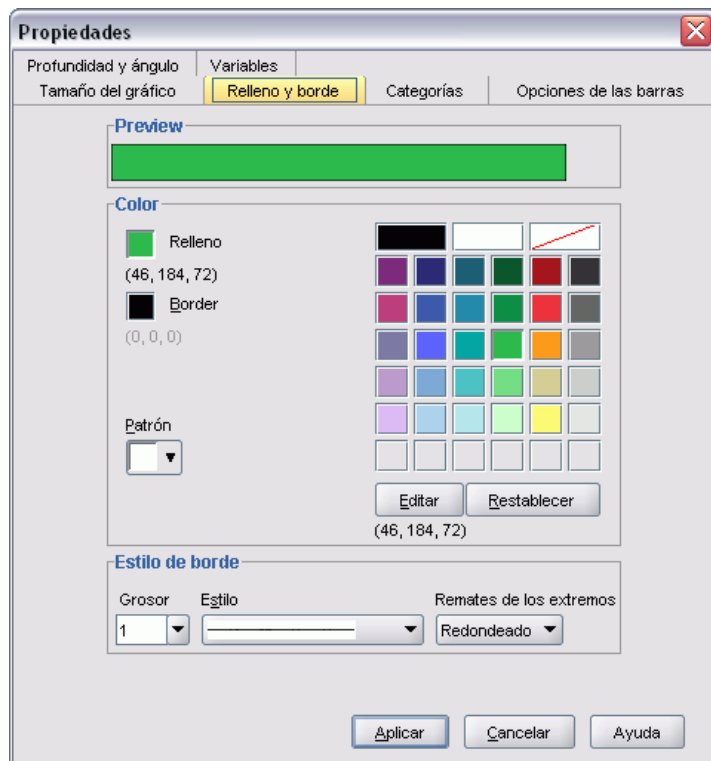 Propiedades
Profundidad y ángulo Variables
Tamaño del gráfico Relleno y borde Categorías Opciones de las barras
Preview
Color
Relleno
(46, 184, 72)
Border
(0, 0, 0)
Patrón
Editar Restablecer
(46, 184, 72)
Estilo de borde
Grosor Estilo Remates de los extremos
1 Redondeado
Aplicar Cancelar Ayuda